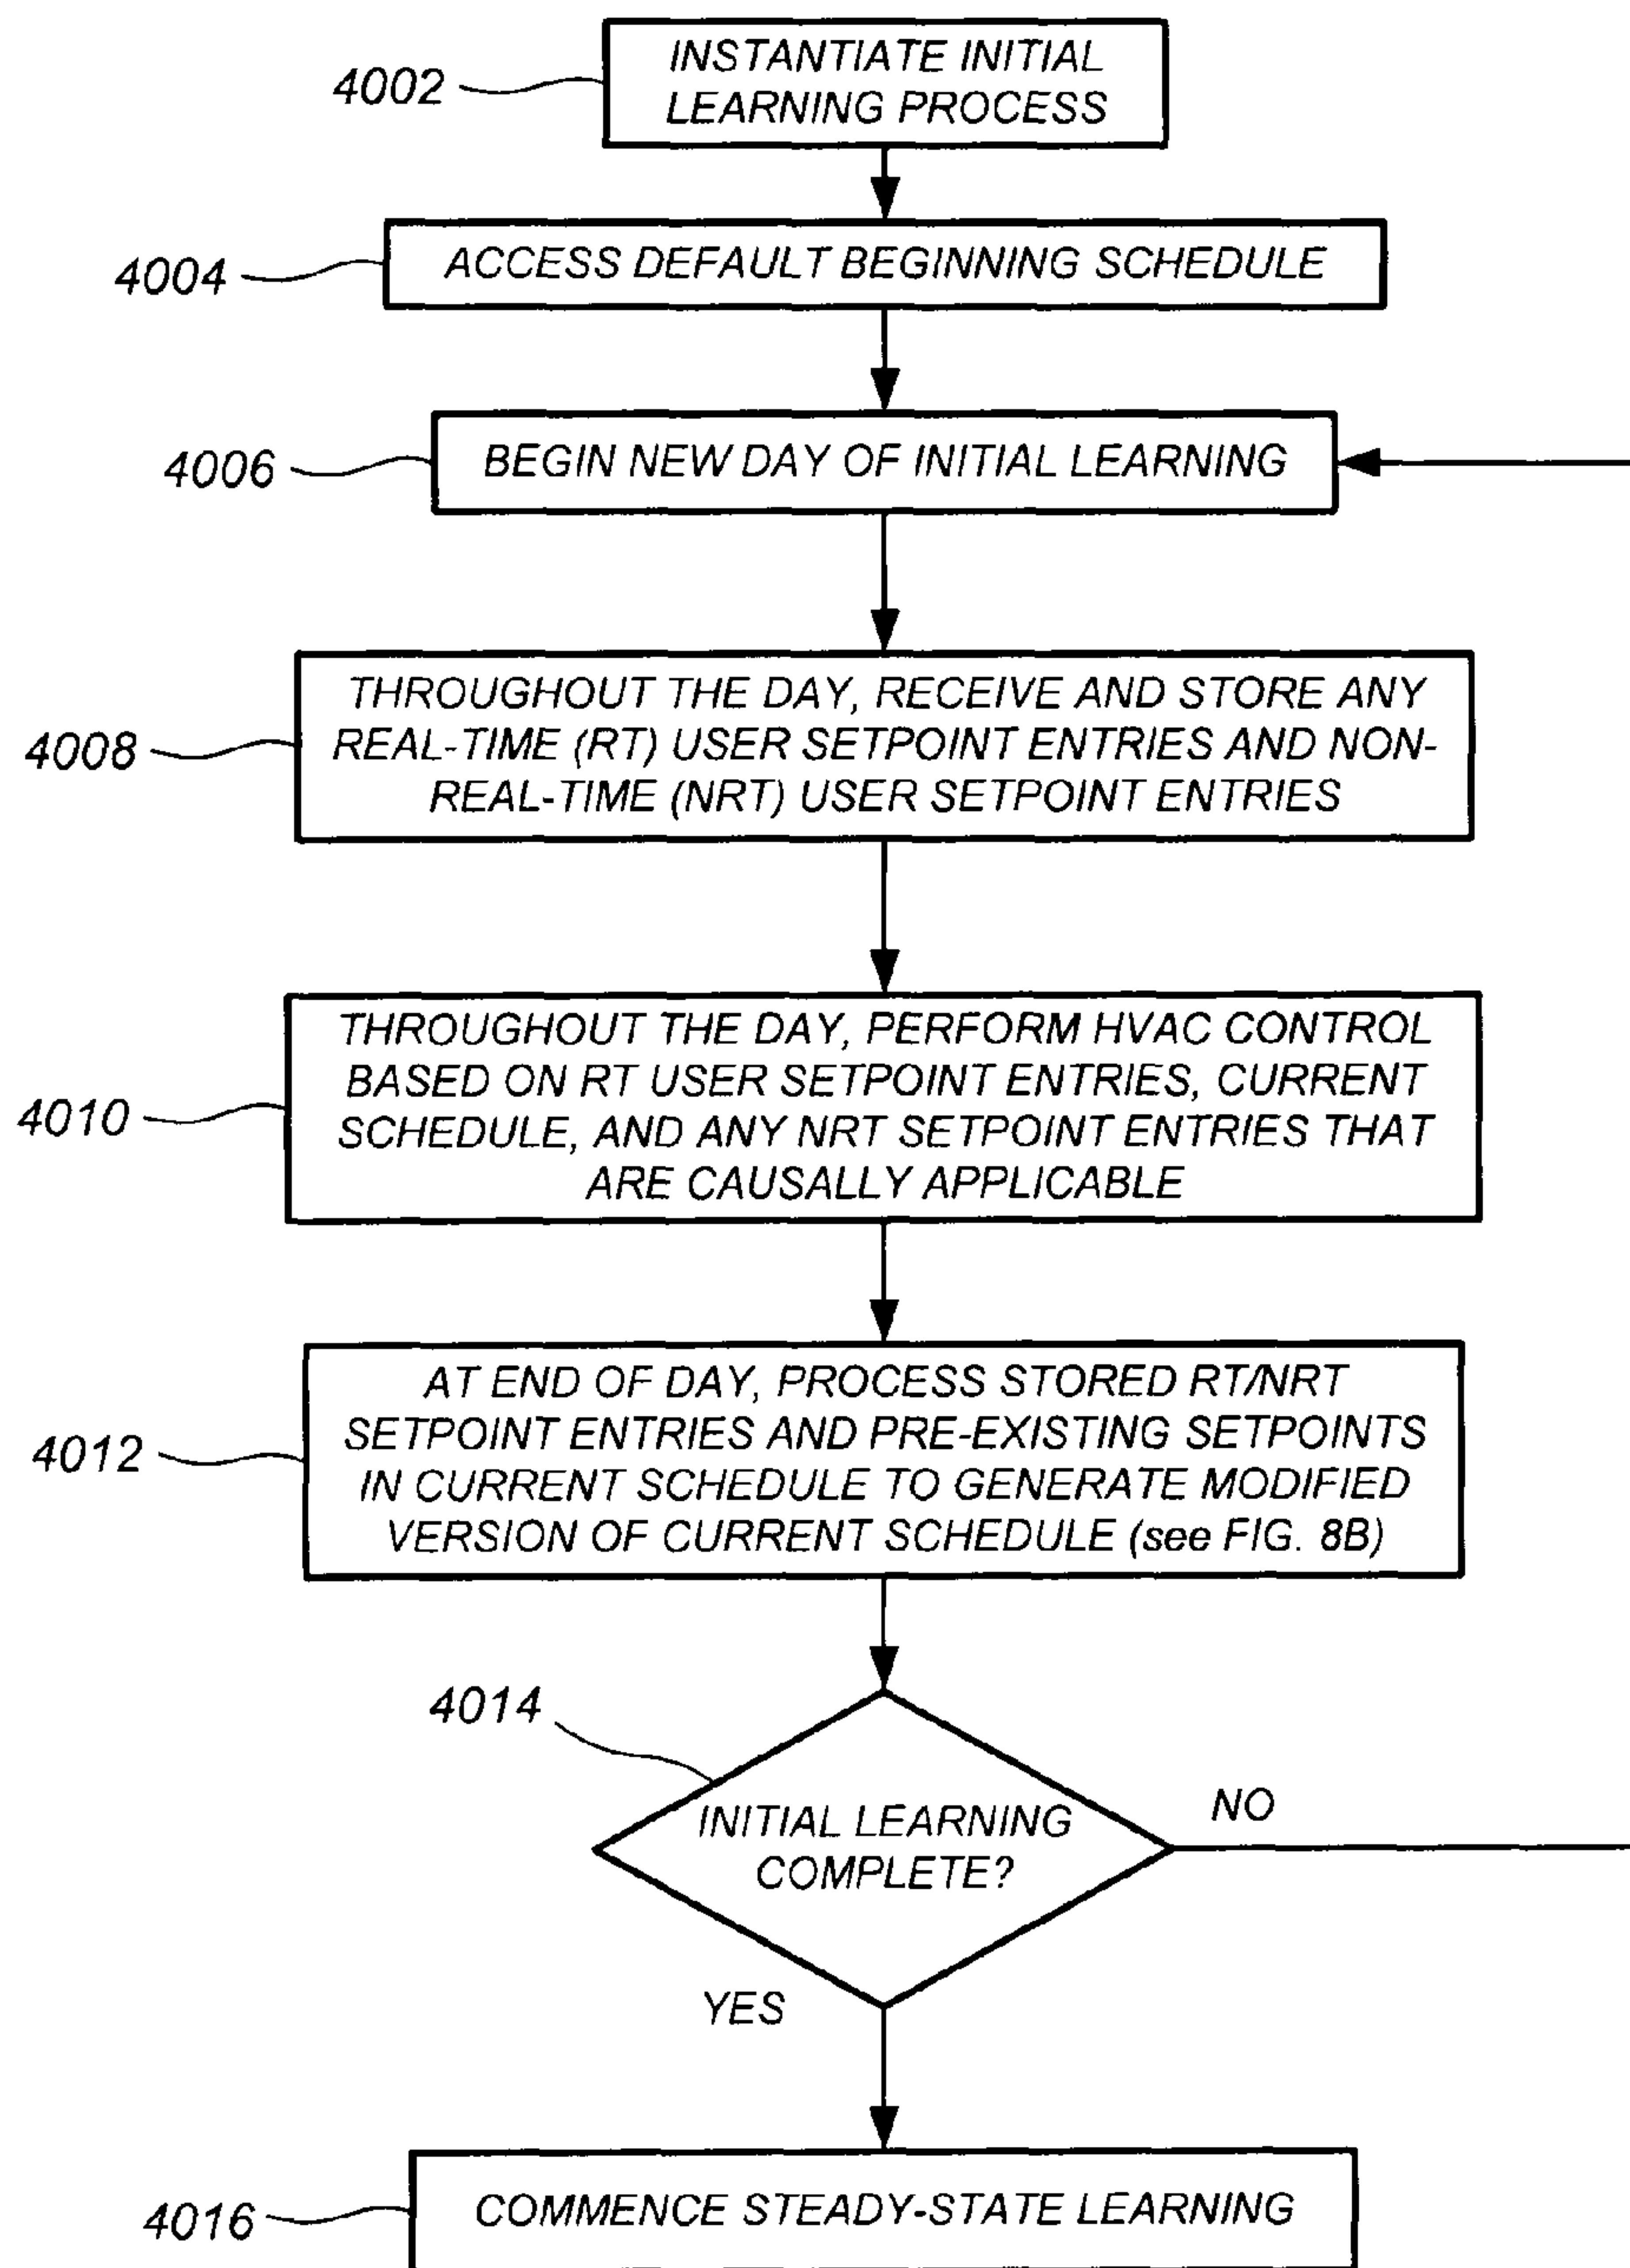 4002
INSTANTIATE INITIAL
LEARNING PROCESS
4004
ACCESS DEFAULT BEGINNING SCHEDULE
4006
BEGIN NEW DAY OF INITIAL LEARNING
4008
THROUGHOUT THE DAY, RECEIVE AND STORE ANY
REAL-TIME (RT) USER SETPOINT ENTRIES AND NON-
REAL-TIME (NRT) USER SETPOINT ENTRIES
4010
THROUGHOUT THE DAY, PERFORM HVAC CONTROL
BASED ON RT USER SETPOINT ENTRIES, CURRENT
SCHEDULE, AND ANY NRT SETPOINT ENTRIES THAT
ARE CAUSALLY APPLICABLE
4012
AT END OF DAY, PROCESS STORED RT/NRT
SETPOINT ENTRIES AND PRE-EXISTING SETPOINTS
IN CURRENT SCHEDULE TO GENERATE MODIFIED
VERSION OF CURRENT SCHEDULE (see FIG. 8B)
4014
INITIAL LEARNING
COMPLETE?
NO
YES
4016
COMMENCE STEADY-STATE LEARNING